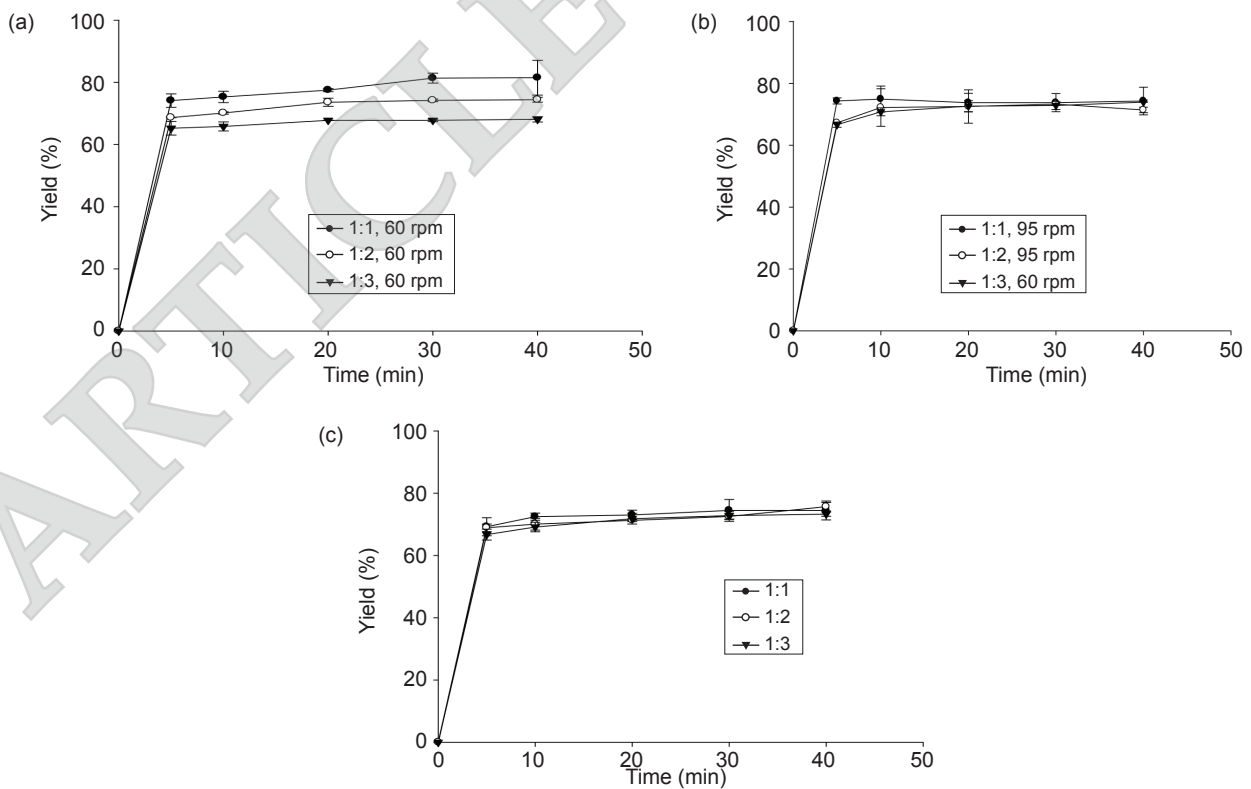 (a)
100
80
60
40
20
0
Yield (%)
0 10 20 30 40 50
Time (min)
1:1, 60 rpm
1:2, 60 rpm
1:3, 60 rpm
(b)
100
80
60
40
20
0
Yield (%)
0 10 20 30 40 50
Time (min)
1:1, 95 rpm
1:2, 95 rpm
1:3, 60 rpm
(c)
100
80
60
40
20
0
Yield (%)
0 10 20 30 40 50
Time (min)
1:1
1:2
1:3
ARTICLE